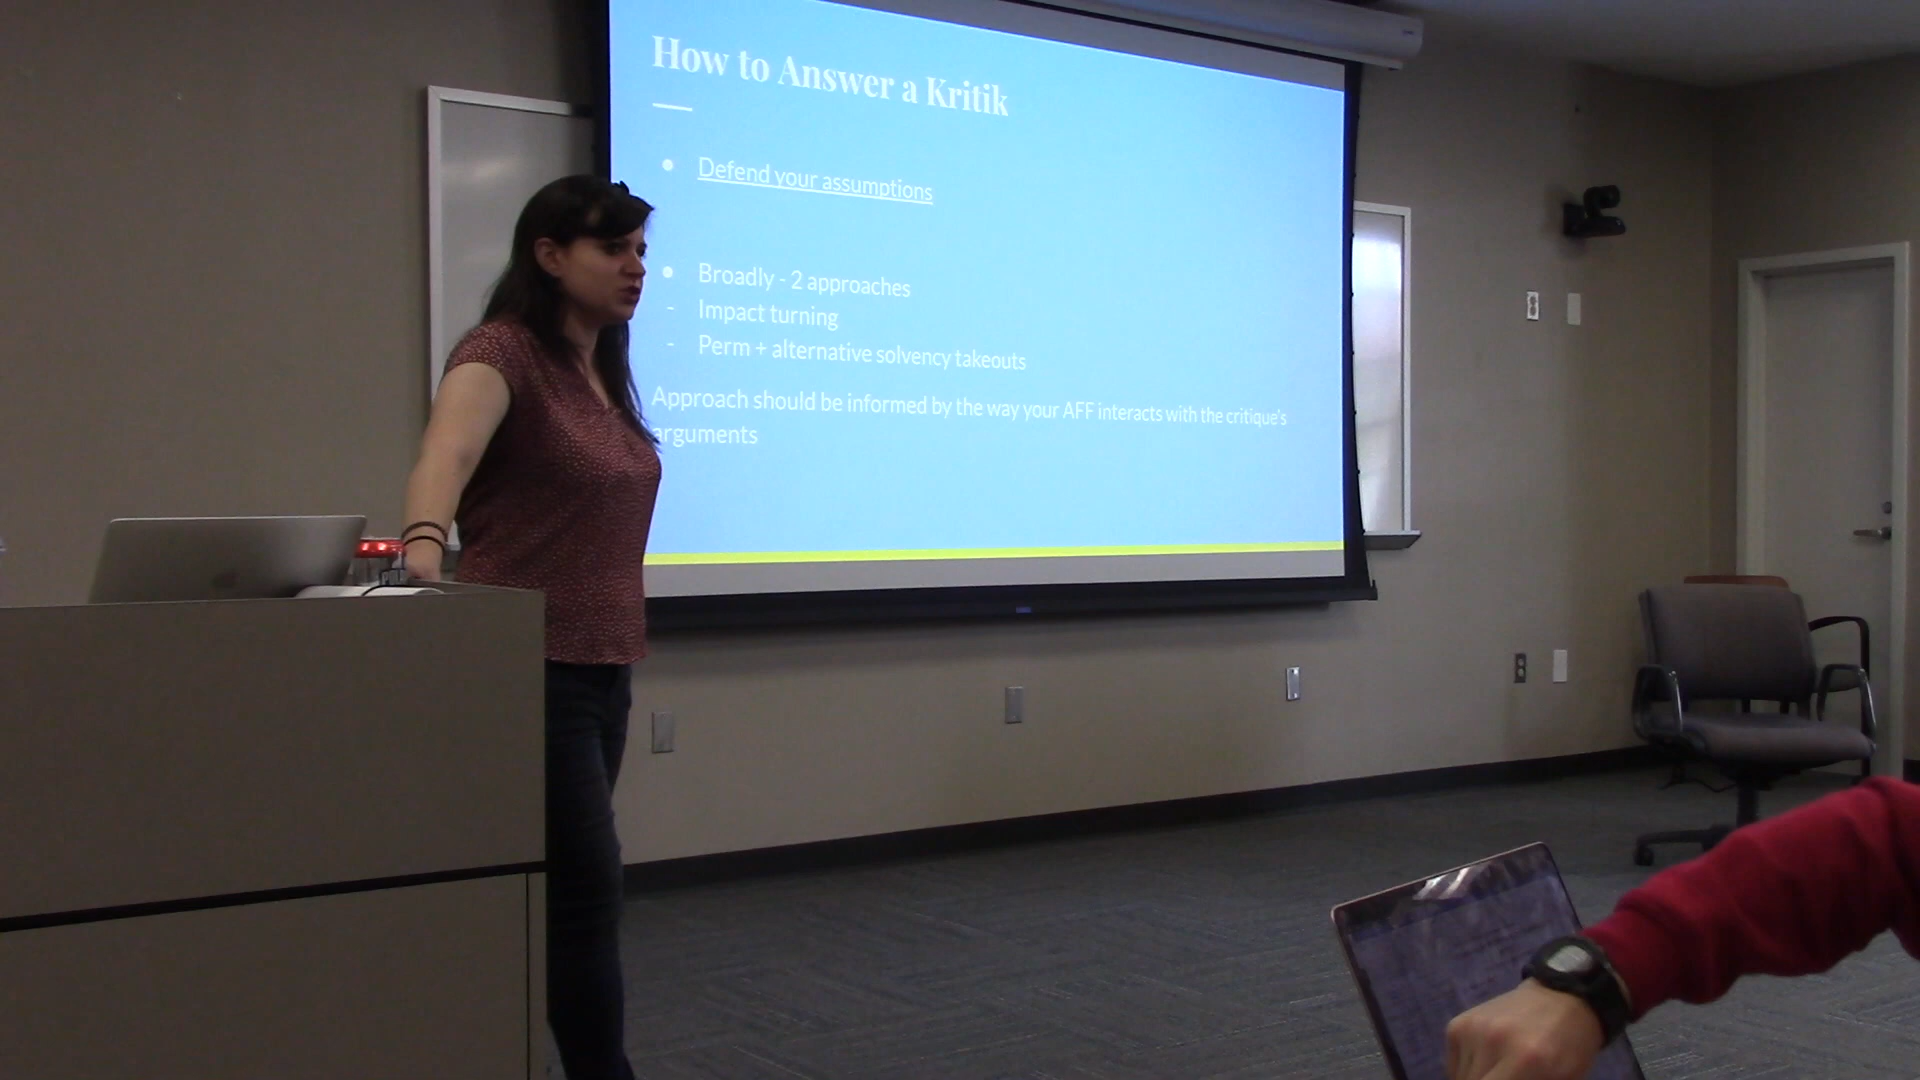 How to Answer a Kritik
● Defend your assumptions
● Broadly - 2 approaches
- Impact turning
- Perm + alternative solvency takeouts
Approach should be informed by the way your AFF interacts with the critique's
arguments